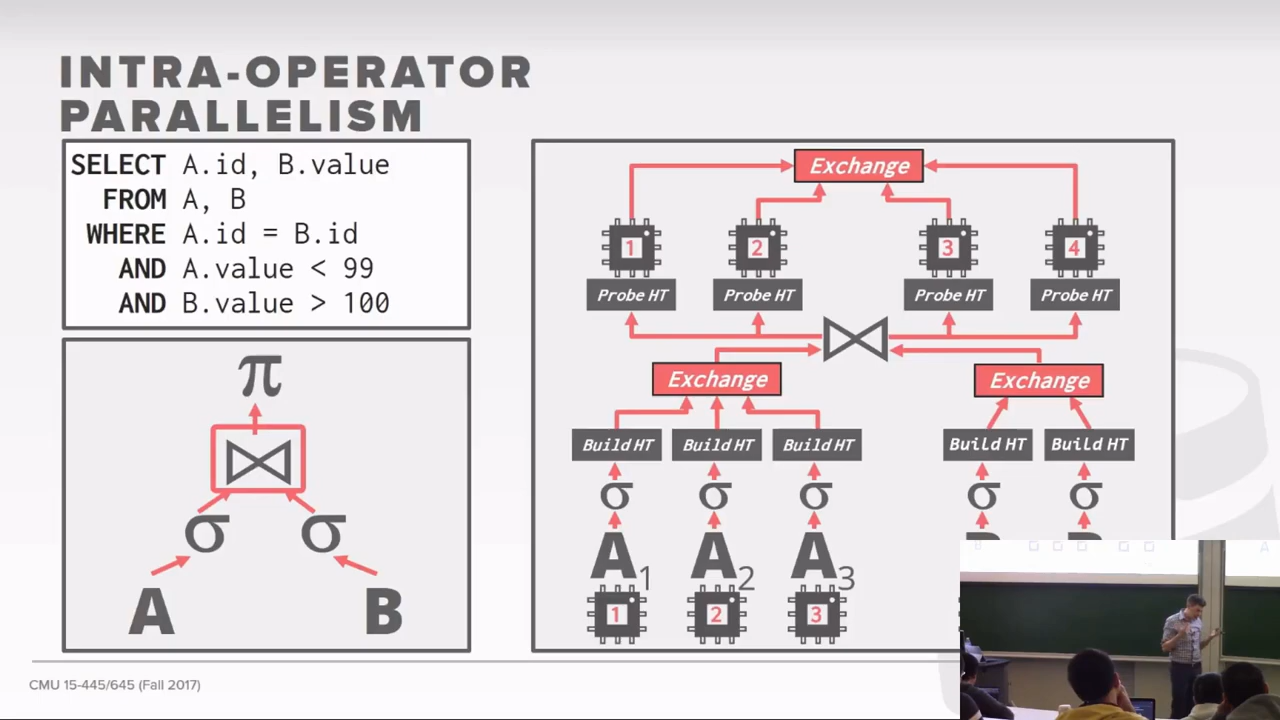 INTRA-OPERATOR
PARALLELISM
SELECT A.id, B.value
FROM A, B
WHERE A.id = B.id
AND A.value < 99
AND B.value > 100
π
σ σ
A B
Exchange
1 2 3 4
Probe HT Probe HT Probe HT Probe HT
Exchange Exchange
Build HT Build HT Build HT Build HT Build HT
σ σ σ σ σ
A1 A2 A3
1 2 3
CMU 15-445/645 (Fall 2017)